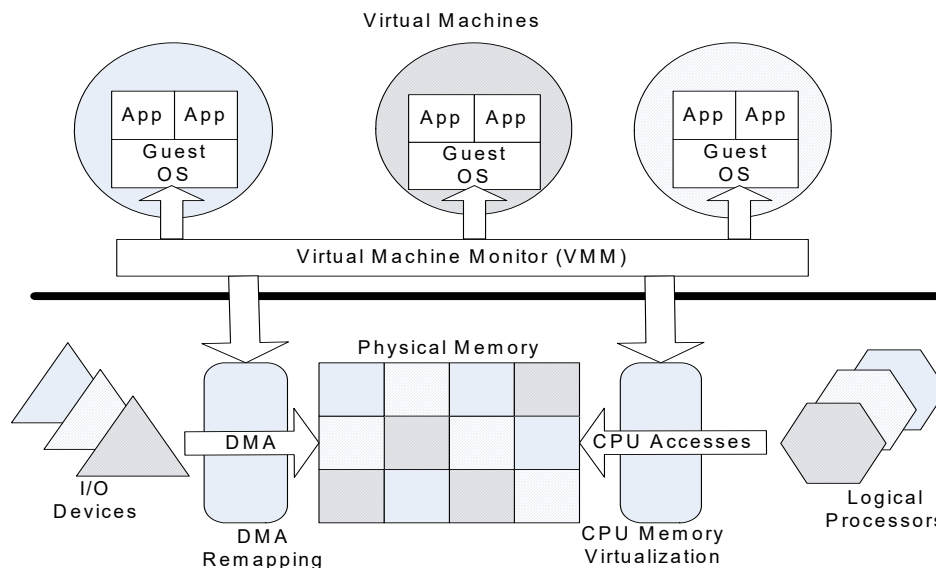 Virtual Machines
App App
Guest
OS
App App
Guest
OS
App App
Guest
OS
Virtual Machine Monitor (VMM)
Physical Memory
DMA
CPU Accesses
I/O
Devices
DMA
Remapping
CPU Memory
Virtualization
Logical
Processors